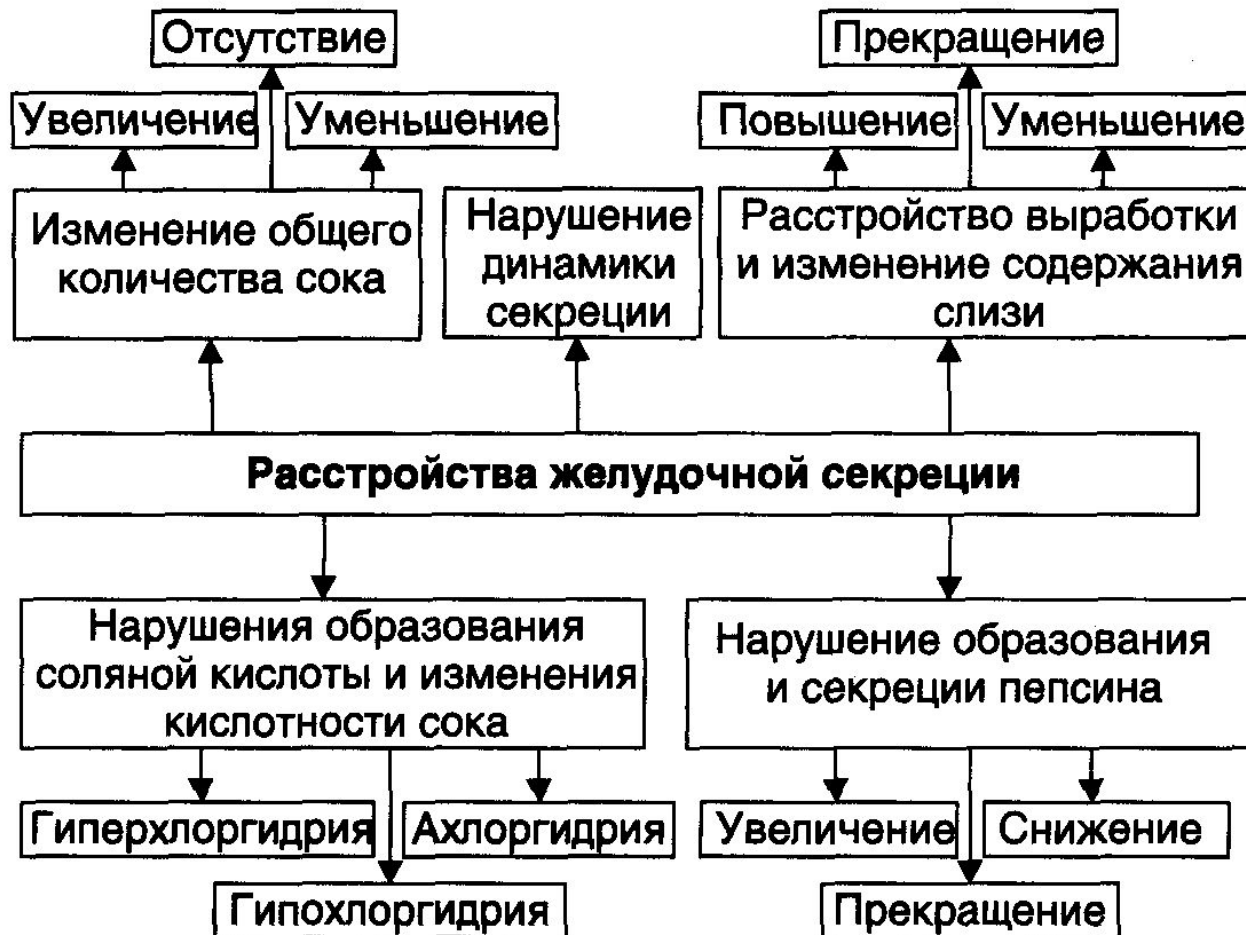 Отсутствие
Прекращение
Увеличение
Уменьшение
Повышение
Уменьшение
Изменение общего
количества сока
Нарушение
динамики
секреции
Расстройство выработки
и изменение содержания
слизи
Расстройства желудочной секреции
Нарушения образования
соляной кислоты и изменения
кислотности сока
Нарушение образования
и секреции пепсина
Гиперхлоргидрия
Ахлоргидрия
Увеличение
Снижение
Гипохлоргидрия
Прекращение